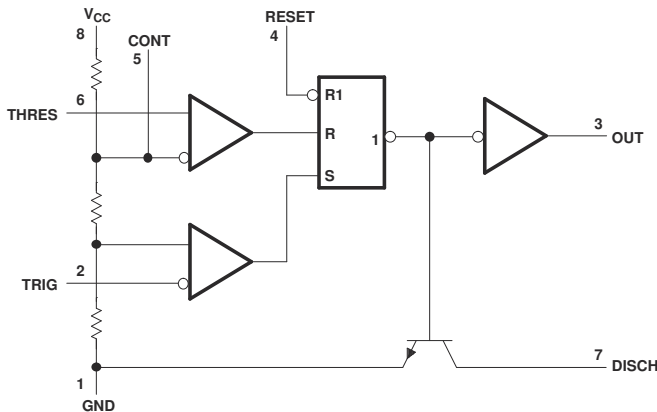 VCC
8
CONT
5
RESET
4
6
THRES
R1
R
1
S
3
OUT
2
TRIG
7
DISCH
1
GND